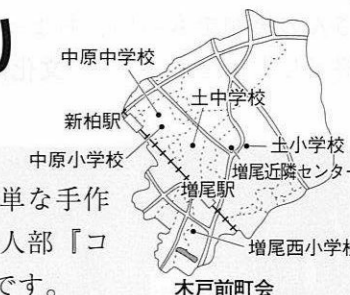 り
中原中学校
土中学校
新柏駅
土小学校
中原小学校
増尾近隣センター
増尾駅
増尾西小学校
木戸前町会
単な手作
人部『コ
です。